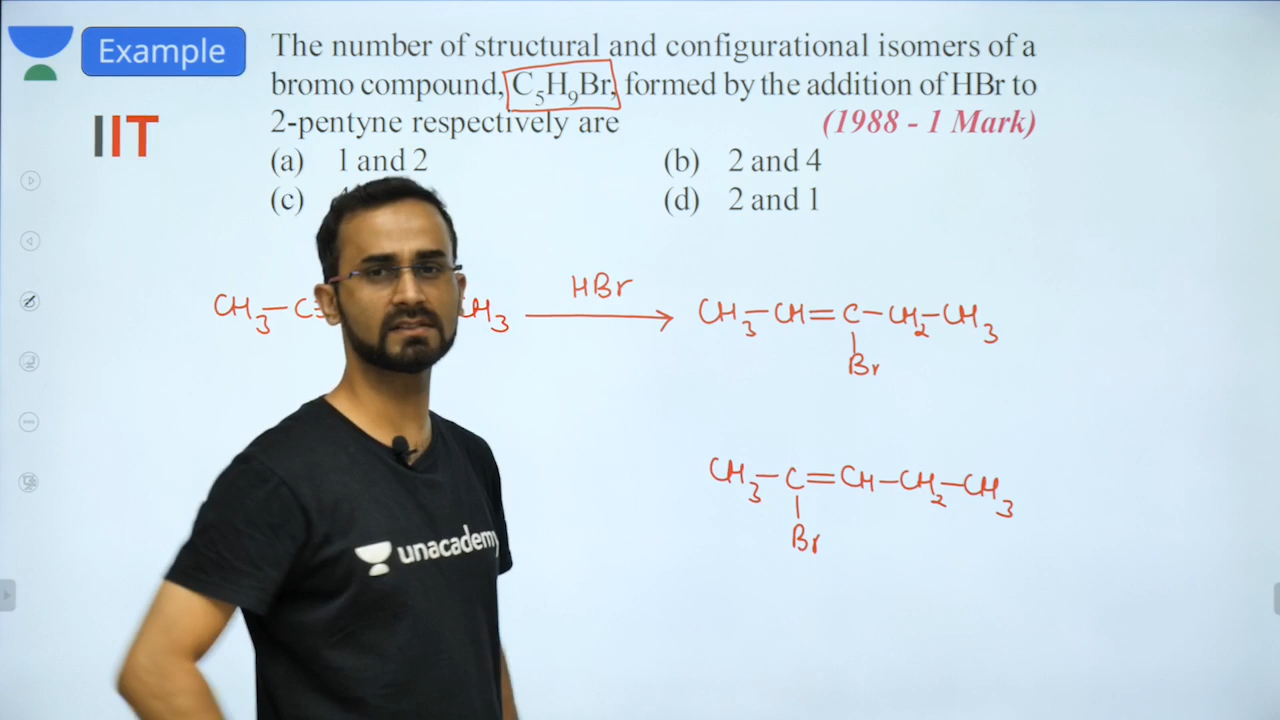 Example
IIT
The number of structural and configurational isomers of a
bromo compound, C₅H₉Br, formed by the addition of HBr to
2-pentyne respectively are (1988 - 1 Mark)
(a) 1 and 2 (b) 2 and 4
(c) (d) 2 and 1
HBr
CH₃—C≡ CH₃ ⟶ CH₃—CH=C—CH₂—CH₃
Br
CH₃—C=CH—CH₂—CH₃
Br
unacademy